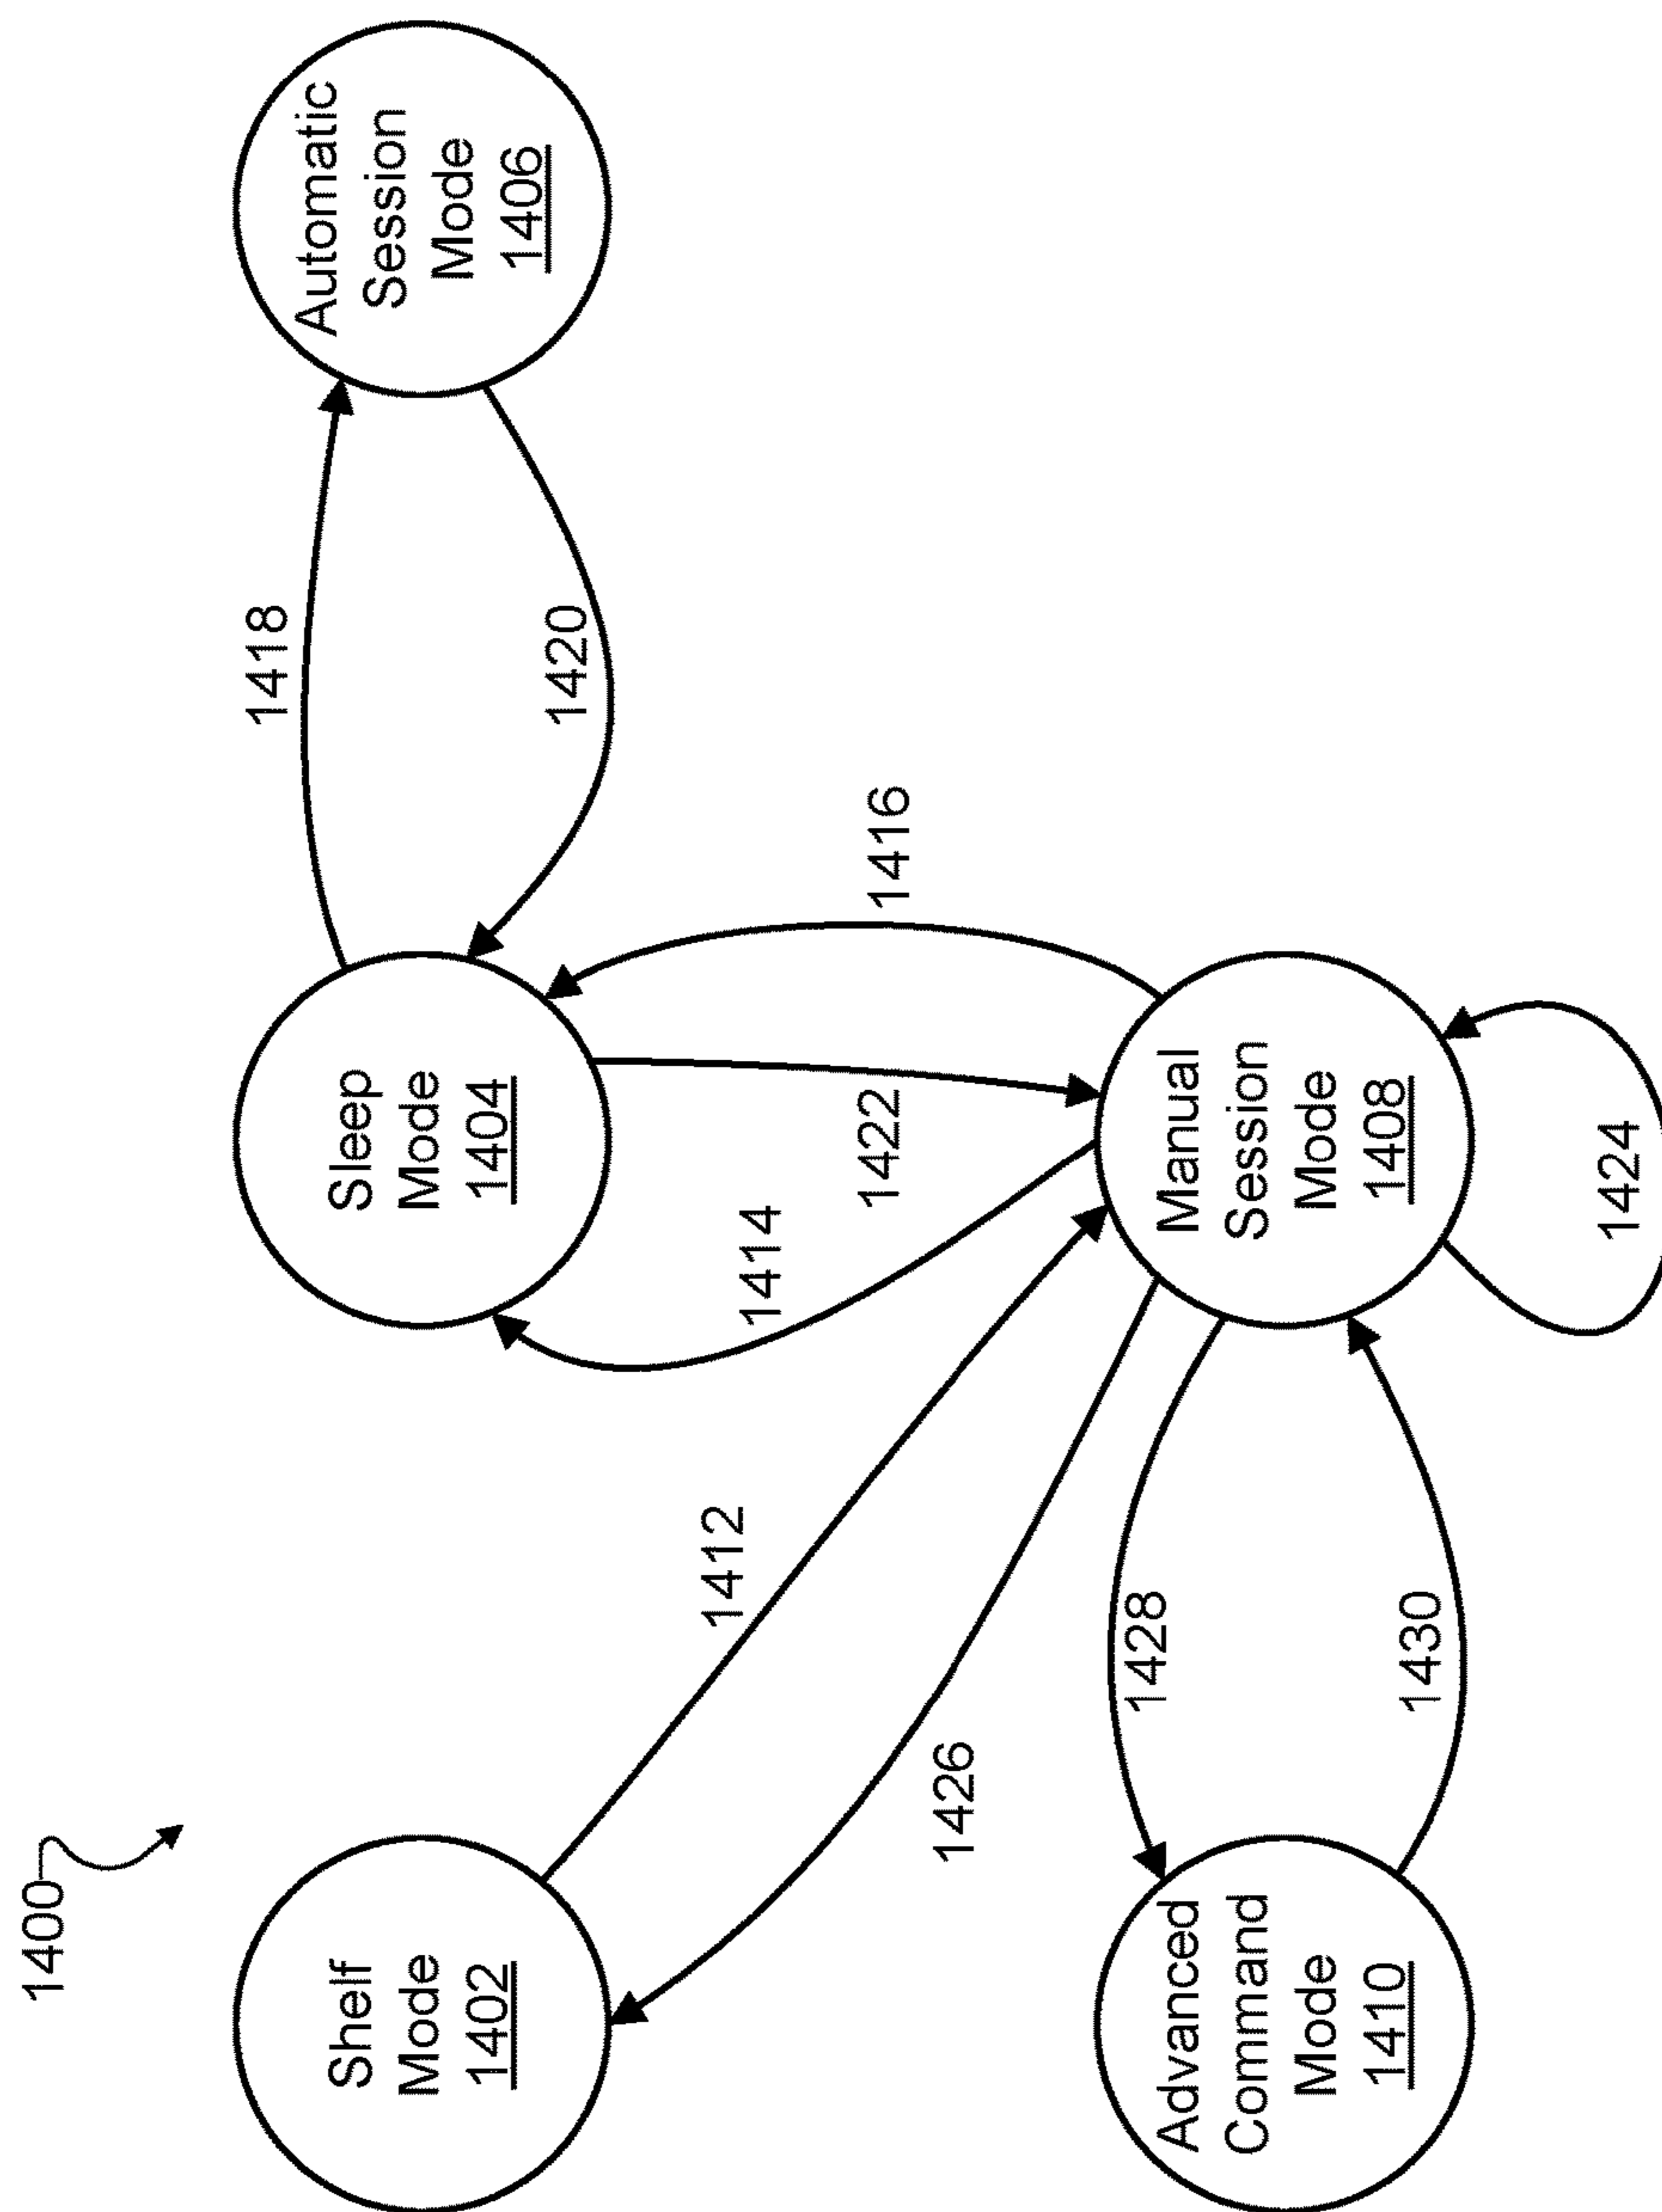 1400
Shelf
Mode
1402
Sleep
Mode
1404
Automatic
Session
Mode
1406
1418
1420
1412
1414
1422
1416
1426
1428
1430
Advanced
Command
Mode
1410
Manual
Session
Mode
1408
1424